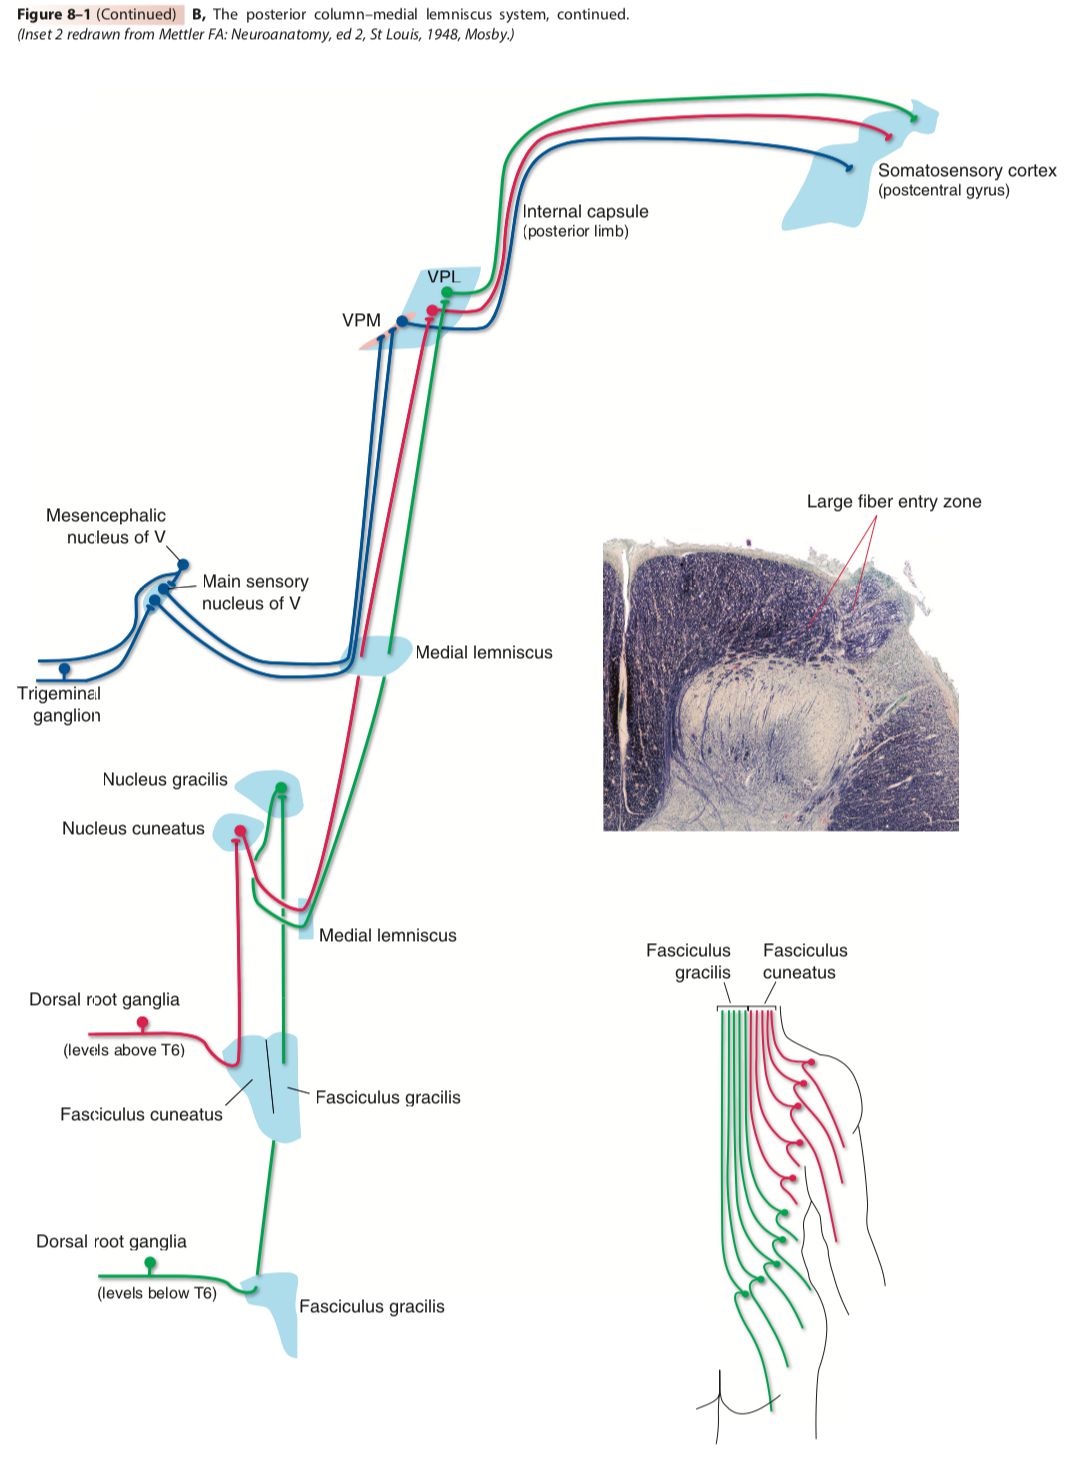 Figure 8–1 (Continued) B, The posterior column–medial lemniscus system, continued.
(Inset 2 redrawn from Mettler FA: Neuroanatomy, ed 2, St Louis, 1948, Mosby.)
Somatosensory cortex
(postcentral gyrus)
Internal capsule
(posterior limb)
VPL
VPM
Large fiber entry zone
Mesencephalic
nucleus of V
Main sensory
nucleus of V
Medial lemniscus
Trigeminal
ganglion
Nucleus gracilis
Nucleus cuneatus
Medial lemniscus
Fasciculus
gracilis
Fasciculus
cuneatus
Dorsal root ganglia
(levels above T6)
Fasciculus gracilis
Fasciculus cuneatus
Dorsal root ganglia
(levels below T6)
Fasciculus gracilis